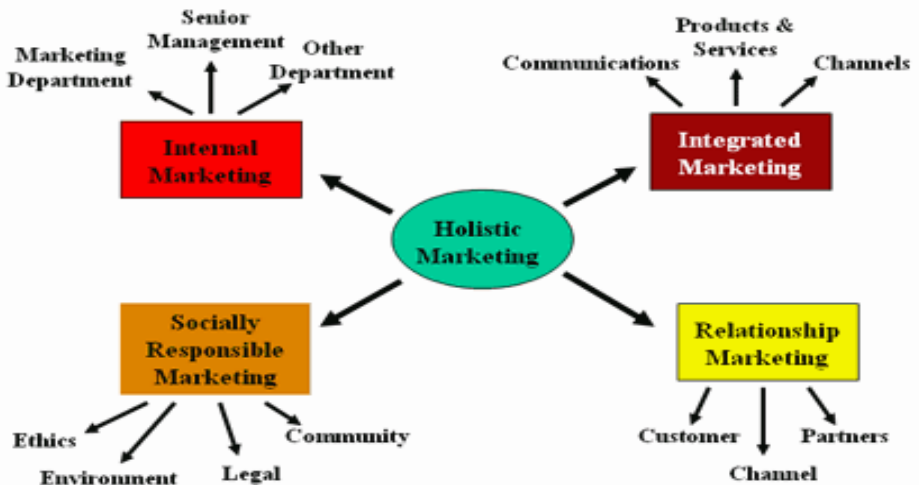 Marketing
Department
Senior
Management
Other
Department
Internal
Marketing
Communications
Products &
Services
Channels
Integrated
Marketing
Holistic
Marketing
Socially
Responsible
Marketing
Ethics
Environment
Legal
Community
Relationship
Marketing
Customer
Channel
Partners